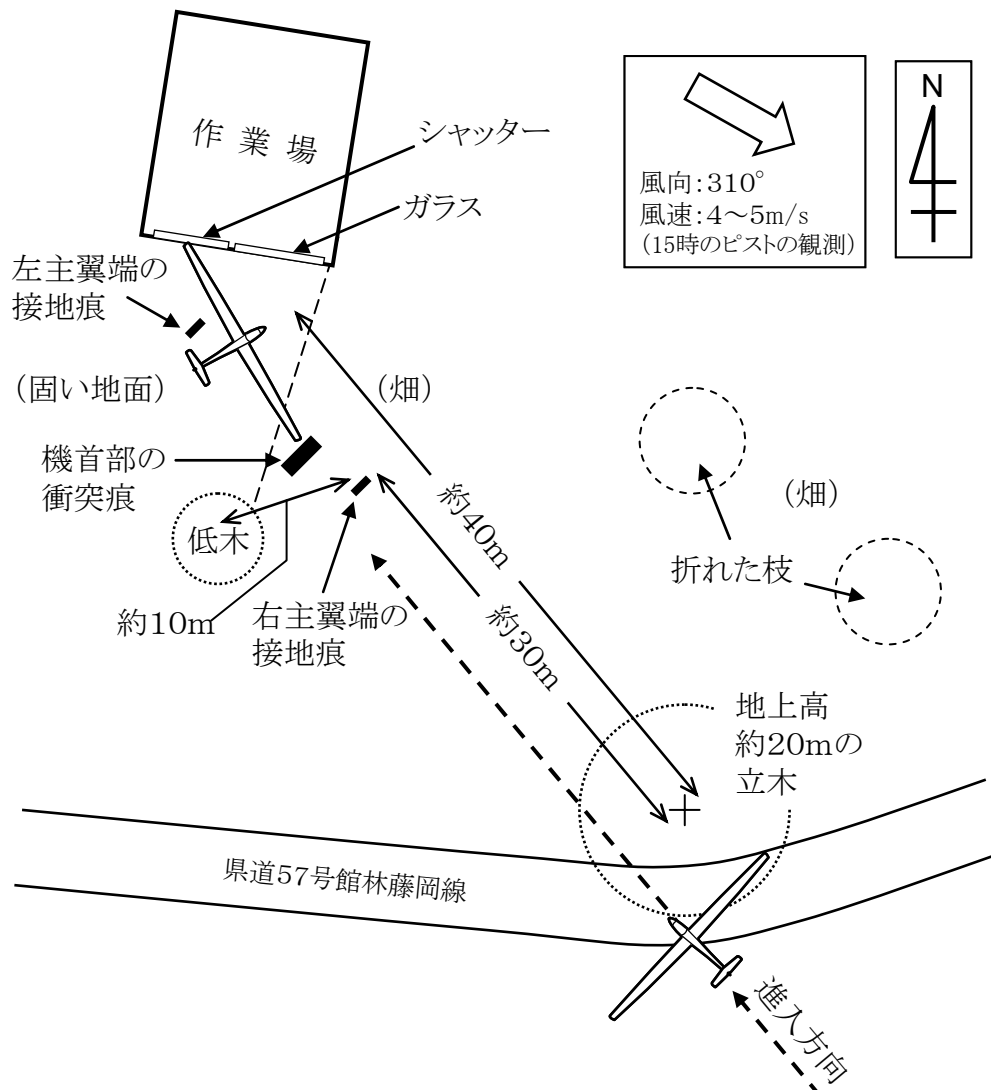 作業場
シャッター
ガラス
風向：310°
風速：4～5m/s
（15時のピストの観測）
N
左主翼端の
接地痕
（固い地面）
（畑）
機首部の
衝突痕
低木
約10m
右主翼端の
接地痕
約40m
約30m
（畑）
折れた枝
地上高
約20mの
立木
県道57号館林藤岡線
進入方向